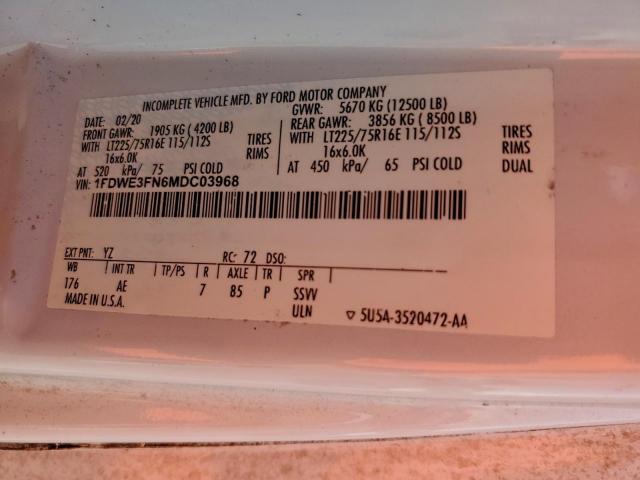 INCOMPLETE VEHICLE MFD. BY FORD MOTOR COMPANY
DATE: 02/20 GVWR: 5670 KG (12500 LB)
FRONT GAWR: 1905 KG (4200 LB) REAR GAWR: 3856 KG (8500 LB)
WITH LT225/75R16E 115/112S TIRES WITH LT225/75R16E 115/112S TIRES
16x6.0K RIMS 16x6.0K RIMS
AT 520 kPa/ 75 PSI COLD AT 450 kPa/ 65 PSI COLD DUAL
VIN: 1FDWE3FN6MDC03968
EXT PNT: YZ RC: 72 DSO:
WB INT TR TP/PS R AXLE TR SPR
176 AE 7 85 P SSVV
MADE IN U.S.A. ULN ▽ 5U5A-3520472-AA